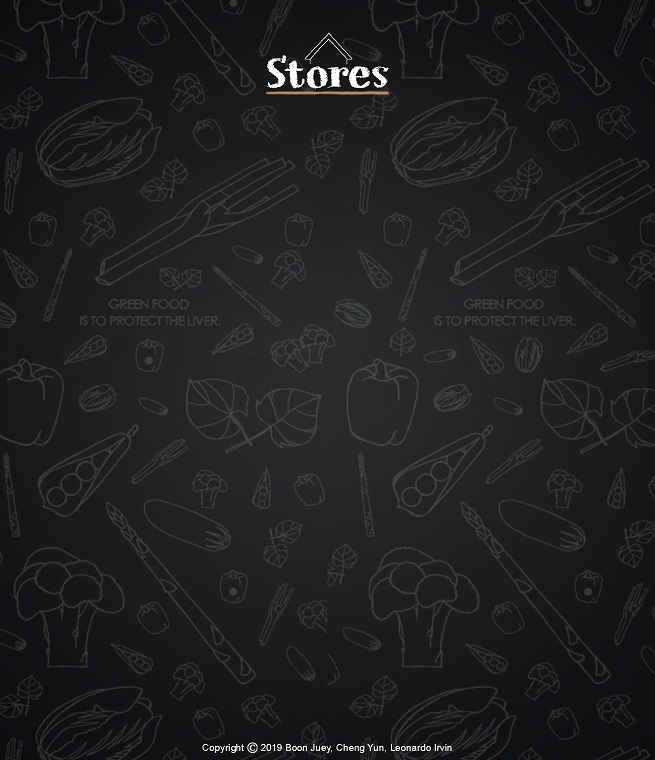 Stores
GREEN FOOD
IS TO PROTECT THE LIVER.
GREEN FOOD
IS TO PROTECT THE LIVER.
Copyright © 2019 Boon Juey, Cheng Yun, Leonardo Irvin